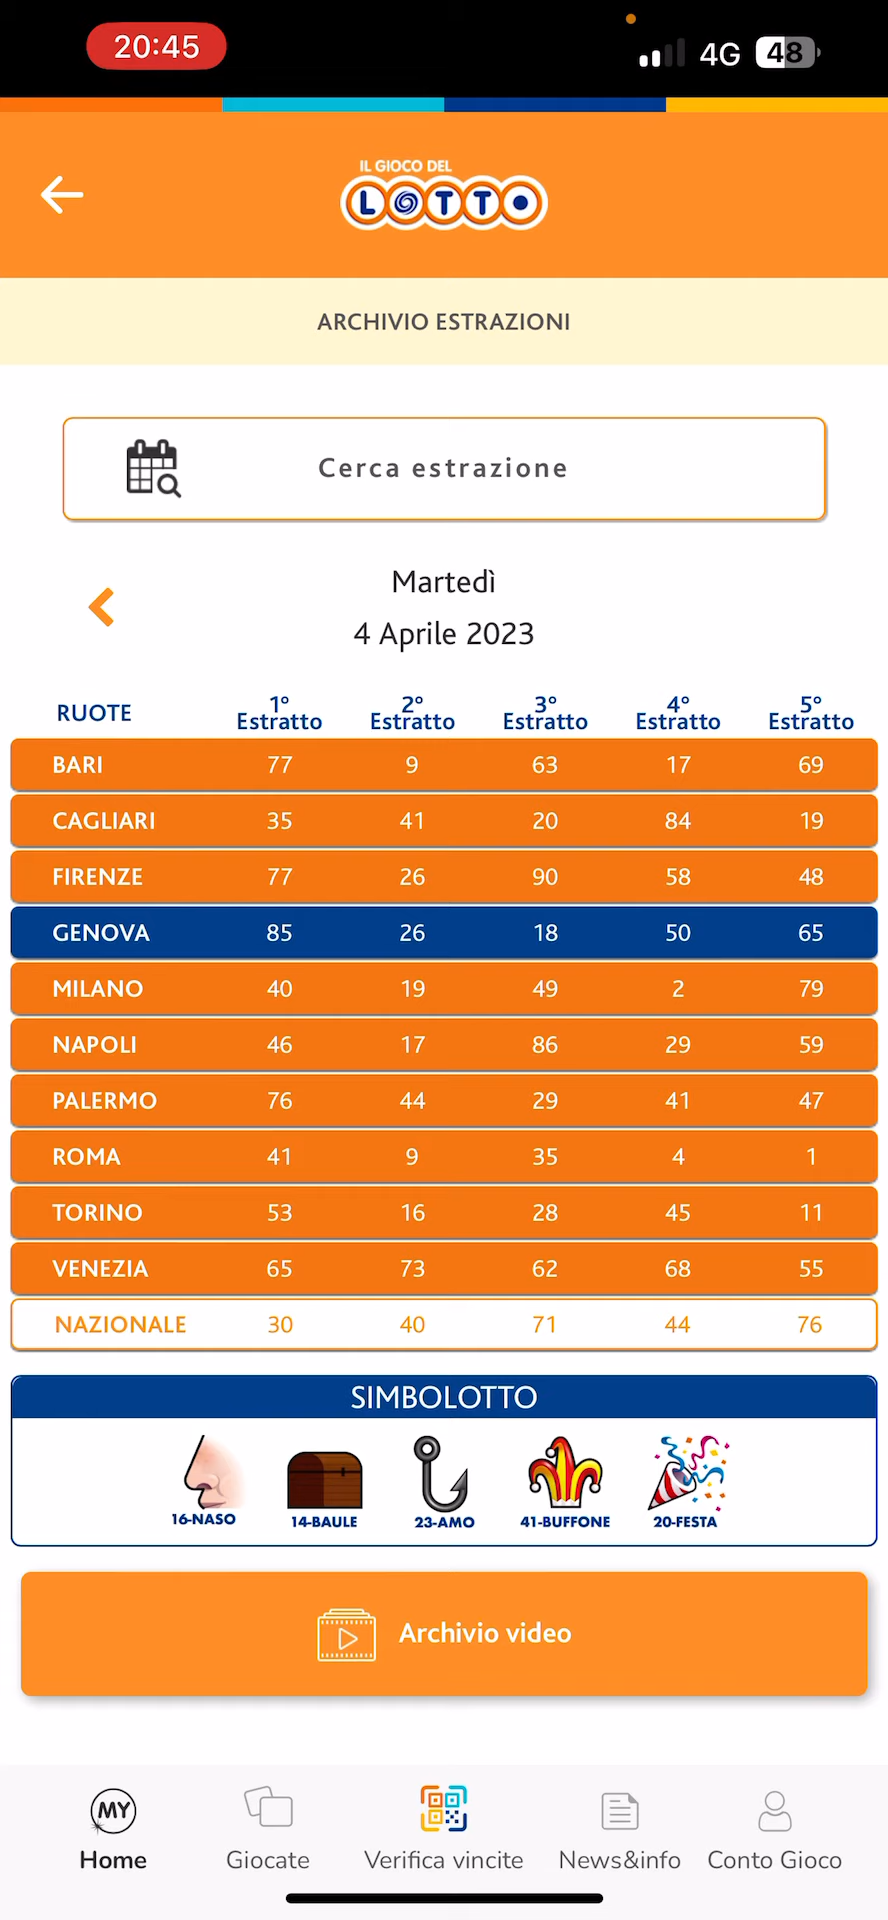 20:45
4G 48
IL GIOCO DEL
LOTTO
ARCHIVIO ESTRAZIONI
Cerca estrazione
Martedì
4 Aprile 2023
RUOTE 1° Estratto 2° Estratto 3° Estratto 4° Estratto 5° Estratto
BARI 77 9 63 17 69
CAGLIARI 35 41 20 84 19
FIRENZE 77 26 90 58 48
GENOVA 85 26 18 50 65
MILANO 40 19 49 2 79
NAPOLI 46 17 86 29 59
PALERMO 76 44 29 41 47
ROMA 41 9 35 4 1
TORINO 53 16 28 45 11
VENEZIA 65 73 62 68 55
NAZIONALE 30 40 71 44 76
SIMBOLOTTO
16-NASO 14-BAULE 23-AMO 41-BUFFONE 20-FESTA
Archivio video
MY
Home Giocate Verifica vincite News&info Conto Gioco